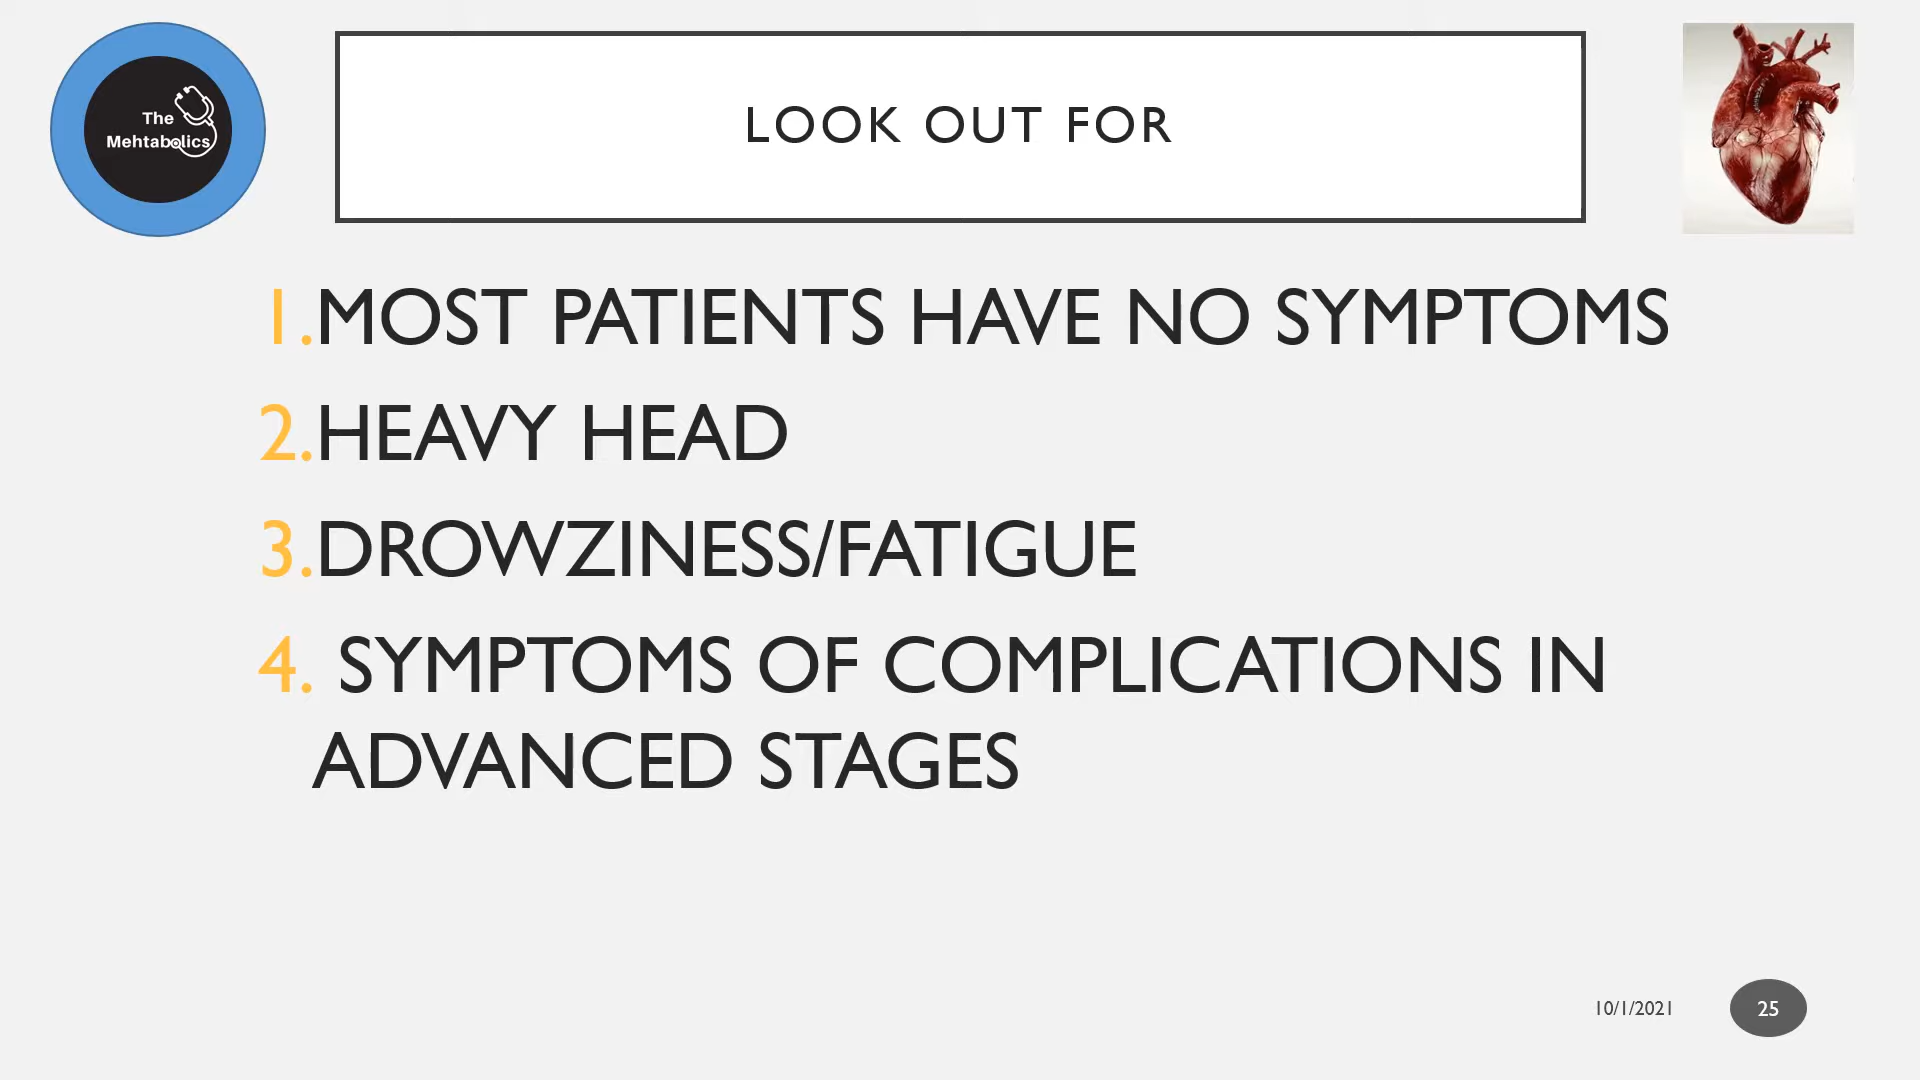 The
Mehtabolics
LOOK OUT FOR
1.MOST PATIENTS HAVE NO SYMPTOMS
2.HEAVY HEAD
3.DROWZINESS/FATIGUE
4. SYMPTOMS OF COMPLICATIONS IN
ADVANCED STAGES
10/1/2021
25